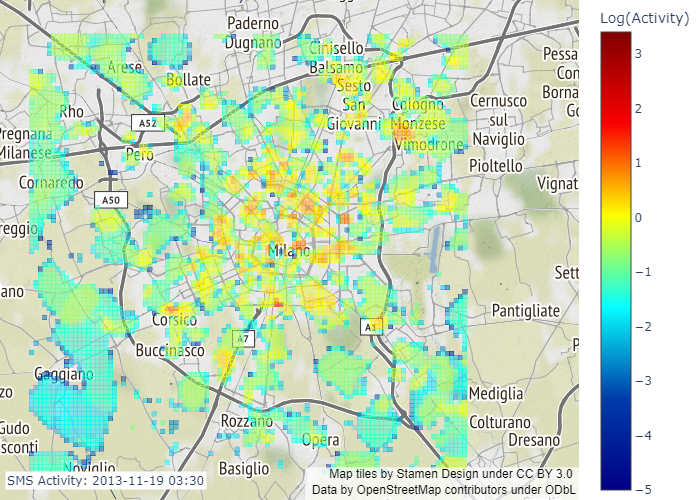 Log(Activity)
3
2
1
0
−1
−2
−3
−4
−5
Paderno
Dugnano
Cinisello
Balsamo
Arese
Bollate
Sesto
San
Giovanni
Cologno
Monzese
Vimodrone
Cernusco
sul
Naviglio
Pessa
Con
Borna
Go
Rho
A52
Pregnana
Milanese
Pero
Pioltello
Cornaredo
Vignat
A50
reggio
Milano
Sett
ano
Pantigliate
Corsico
A7
A1
Buccinasco
P
Gaggiano
zo
Mediglia
Gudo
sconti
Rozzano
Opera
Colturano
Dresano
Noviglio
Basiglio
SMS Activity: 2013-11-19 03:30
Map tiles by Stamen Design under CC BY 3.0
Data by OpenStreetMap contributors under ODbL